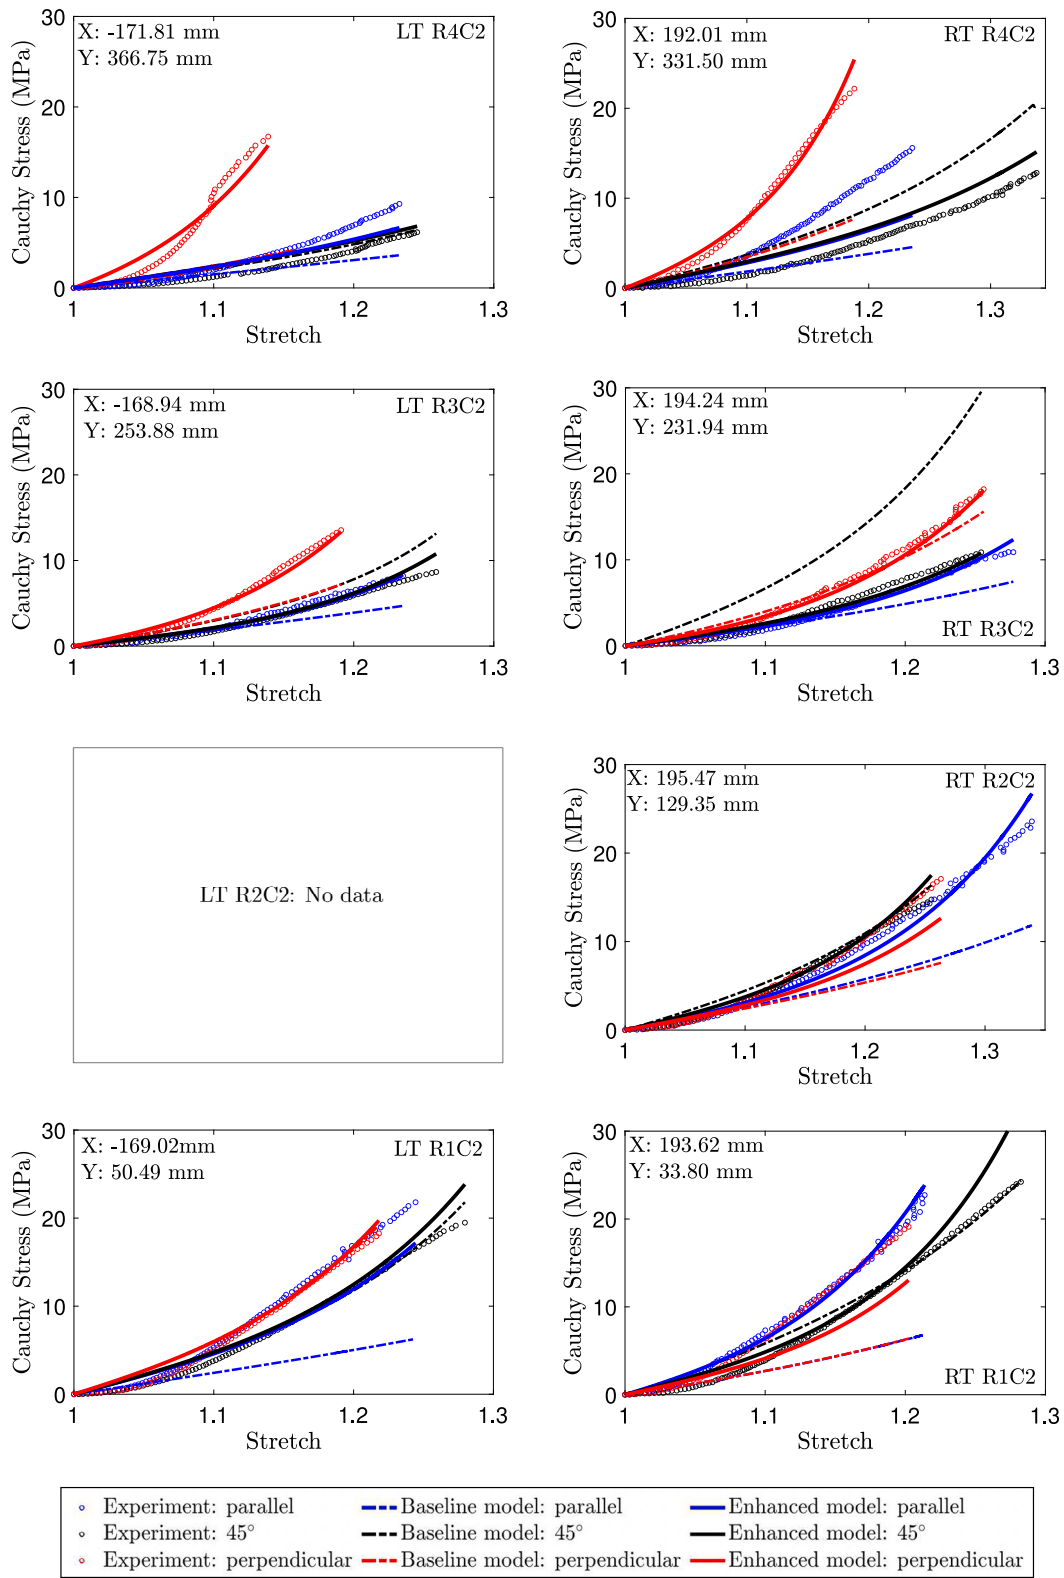 X: -171.81 mm
Y: 366.75 mm
LT R4C2
Cauchy Stress (MPa)
30
20
10
0
1
1.1
1.2
1.3
Stretch
X: 192.01 mm
Y: 331.50 mm
RT R4C2
Cauchy Stress (MPa)
30
20
10
0
1
1.1
1.2
1.3
Stretch
X: -168.94 mm
Y: 253.88 mm
LT R3C2
Cauchy Stress (MPa)
30
20
10
0
1
1.1
1.2
1.3
Stretch
X: 194.24 mm
Y: 231.94 mm
RT R3C2
Cauchy Stress (MPa)
30
20
10
0
1
1.1
1.2
1.3
Stretch
LT R2C2: No data
X: 195.47 mm
Y: 129.35 mm
RT R2C2
Cauchy Stress (MPa)
30
20
10
0
1
1.1
1.2
1.3
Stretch
X: -169.02mm
Y: 50.49 mm
LT R1C2
Cauchy Stress (MPa)
30
20
10
0
1
1.1
1.2
1.3
Stretch
X: 193.62 mm
Y: 33.80 mm
RT R1C2
Cauchy Stress (MPa)
30
20
10
0
1
1.1
1.2
1.3
Stretch
Experiment: parallel
Baseline model: parallel
Enhanced model: parallel
Experiment: 45°
Baseline model: 45°
Enhanced model: 45°
Experiment: perpendicular
Baseline model: perpendicular
Enhanced model: perpendicular